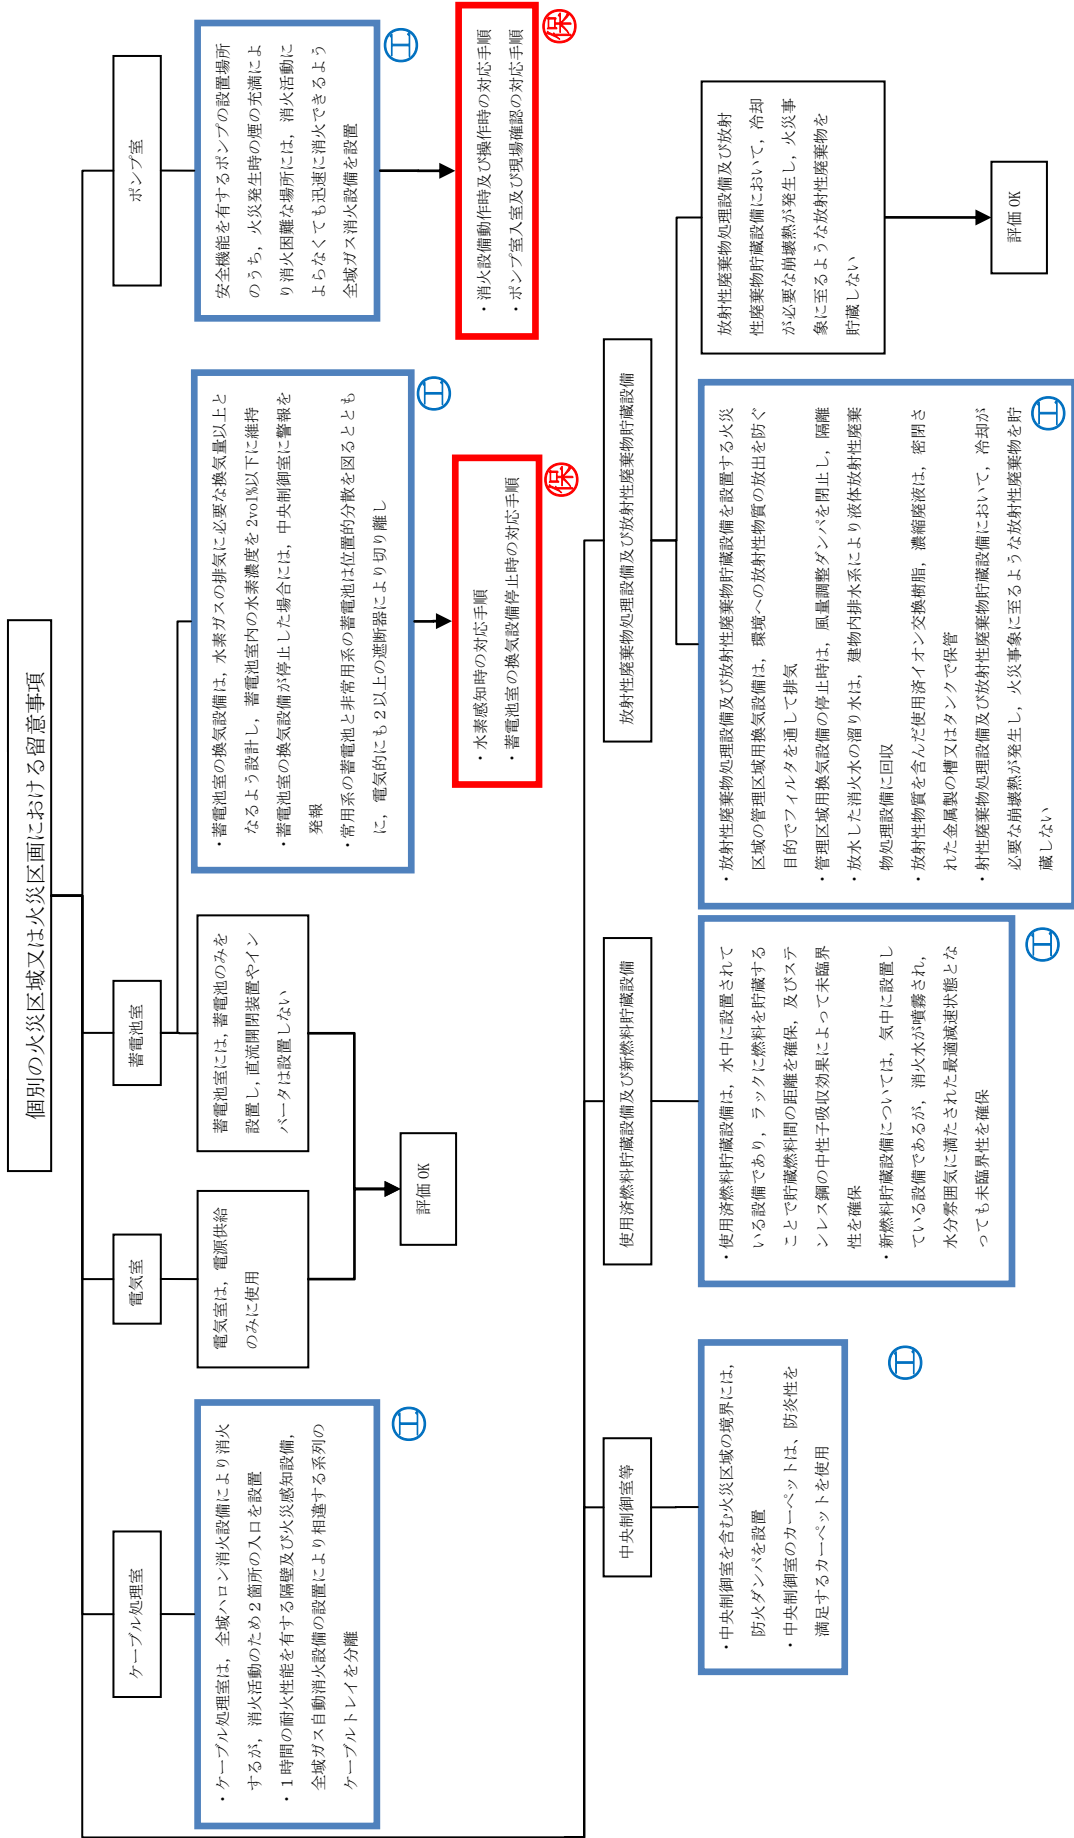 個別の火災区域又は火災区画における留意事項
ケーブル処理室
・ケーブル処理室は，全域ハロン消火設備により消火
するが，消火活動のため２箇所の入口を設置
・１時間の耐火性能を有する隔壁及び火災感知設備，
全域ガス自動消火設備の設置により相違する系列の
ケーブルトレイを分離
工
電気室
電気室は，電源供給
のみに使用
蓄電池室
蓄電池室には，蓄電池のみを
設置し，直流開閉装置やイン
バータは設置しない
評価 OK
・蓄電池室の換気設備は，水素ガスの排気に必要な換気量以上と
なるよう設計し，蓄電池室内の水素濃度を 2vol%以下に維持
・蓄電池室の換気設備が停止した場合には，中央制御室に警報を
発報
・常用系の蓄電池と非常用系の蓄電池は位置的分散を図るととも
に，電気的にも２以上の遮断器により切り離し
工
・水素感知時の対応手順
・蓄電池室の換気設備停止時の対応手順
保
ポンプ室
安全機能を有するポンプの設置場所
のうち，火災発生時の煙の充満によ
り消火困難な場所には，消火活動に
よらなくても迅速に消火できるよう
全域ガス消火設備を設置
工
・消火設備動作時及び操作時の対応手順
・ポンプ室入室及び現場確認の対応手順
保
中央制御室等
・中央制御室を含む火災区域の境界には，
防火ダンパを設置
・中央制御室のカーペットは、防炎性を
満足するカーペットを使用
工
使用済燃料貯蔵設備及び新燃料貯蔵設備
・使用済燃料貯蔵設備は，水中に設置されて
いる設備であり，ラックに燃料を貯蔵する
ことで貯蔵燃料間の距離を確保，及びステ
ンレス鋼の中性子吸収効果によって未臨界
性を確保
・新燃料貯蔵設備については，気中に設置し
ている設備であるが，消火水が噴霧され，
水分雰囲気に満たされた最適減速状態とな
っても未臨界性を確保
工
放射性廃棄物処理設備及び放射性廃棄物貯蔵設備
・放射性廃棄物処理設備及び放射性廃棄物貯蔵設備を設置する火災
区域の管理区域用換気設備は，環境への放射性物質の放出を防ぐ
目的でフィルタを通して排気
・管理区域用換気設備の停止時は，風量調整ダンパを閉止し，隔離
・放水した消火水の溜り水は，建物内排水系により液体放射性廃棄
物処理設備に回収
・放射性物質を含んだ使用済イオン交換樹脂，濃縮廃液は，密閉さ
れた金属製の槽又はタンクで保管
・射性廃棄物処理設備及び放射性廃棄物貯蔵設備において，冷却が
必要な崩壊熱が発生し，火災事象に至るような放射性廃棄物を貯
蔵しない
工
放射性廃棄物処理設備及び放射
性廃棄物貯蔵設備において，冷却
が必要な崩壊熱が発生し，火災事
象に至るような放射性廃棄物を
貯蔵しない
評価 OK